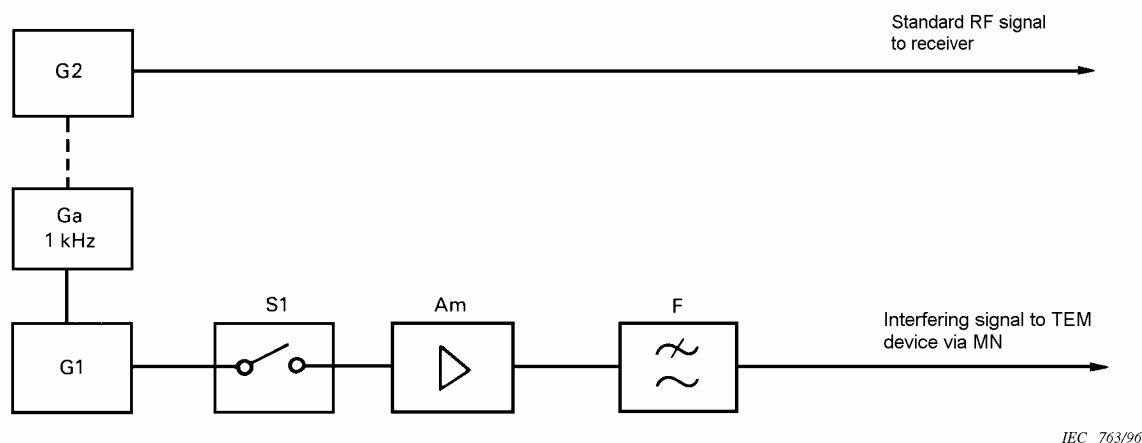 Standard RF signal
to receiver
G2
Ga
1 kHz
S1
Am
F
Interfering signal to TEM
device via MN
G1
IEC 763/96